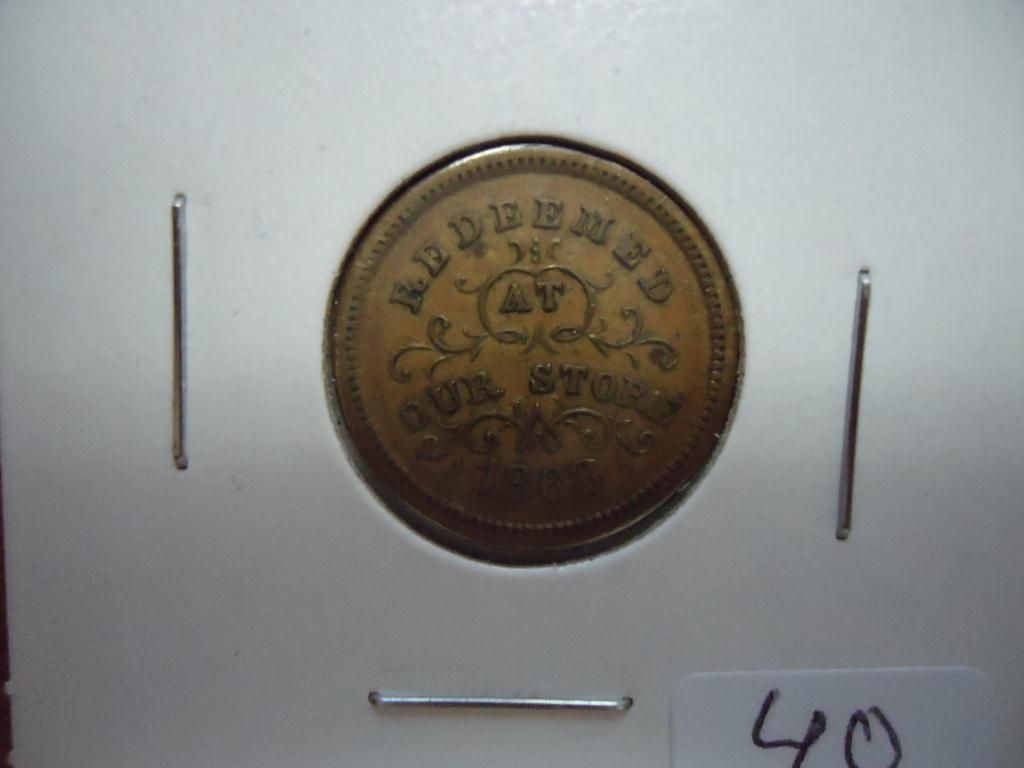 REDEEMED
AT
OUR STORE
1863
40